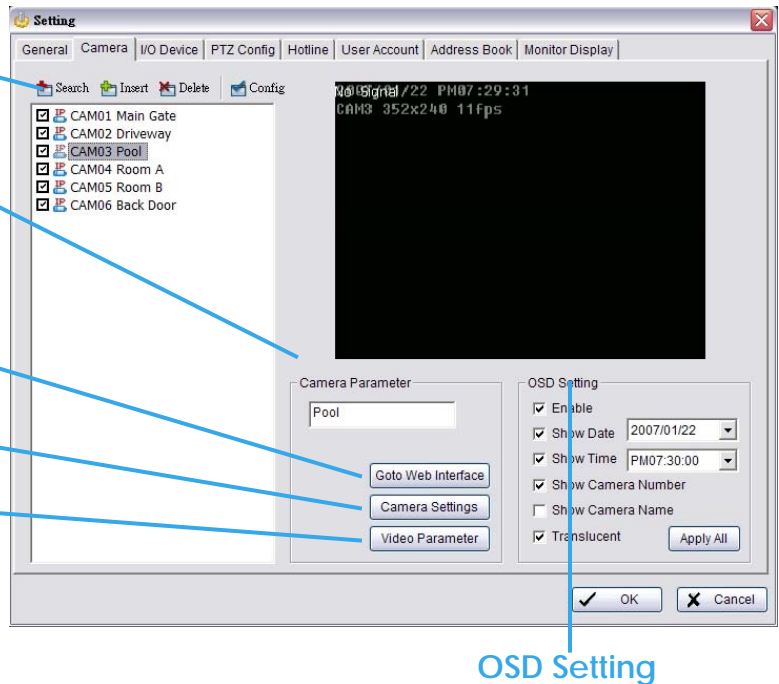 Setting
General Camera I/O Device PTZ Config Hotline User Account Address Book Monitor Display
Search Insert Delete Config
CAM01 Main Gate
CAM02 Driveway
CAM03 Pool
CAM04 Room A
CAM05 Room B
CAM06 Back Door
No Signal
2007/01/22 PM07:29:31
CAM3 352x240 11fps
Camera Parameter
Pool
Goto Web Interface
Camera Settings
Video Parameter
OSD Setting
Enable
Show Date 2007/01/22
Show Time PM07:30:00
Show Camera Number
Show Camera Name
Translucent Apply All
OK Cancel
OSD Setting